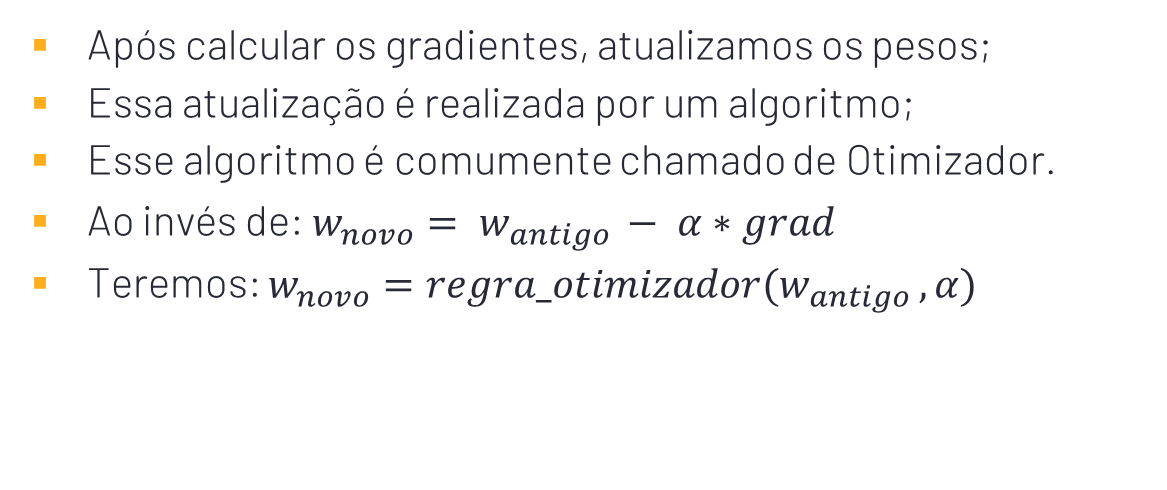 ▪ Após calcular os gradientes, atualizamos os pesos;
▪ Essa atualização é realizada por um algoritmo;
▪ Esse algoritmo é comumente chamado de Otimizador.
▪ Ao invés de: w_novo = w_antigo − α ∗ grad
▪ Teremos: w_novo = regra_otimizador(w_antigo , α)